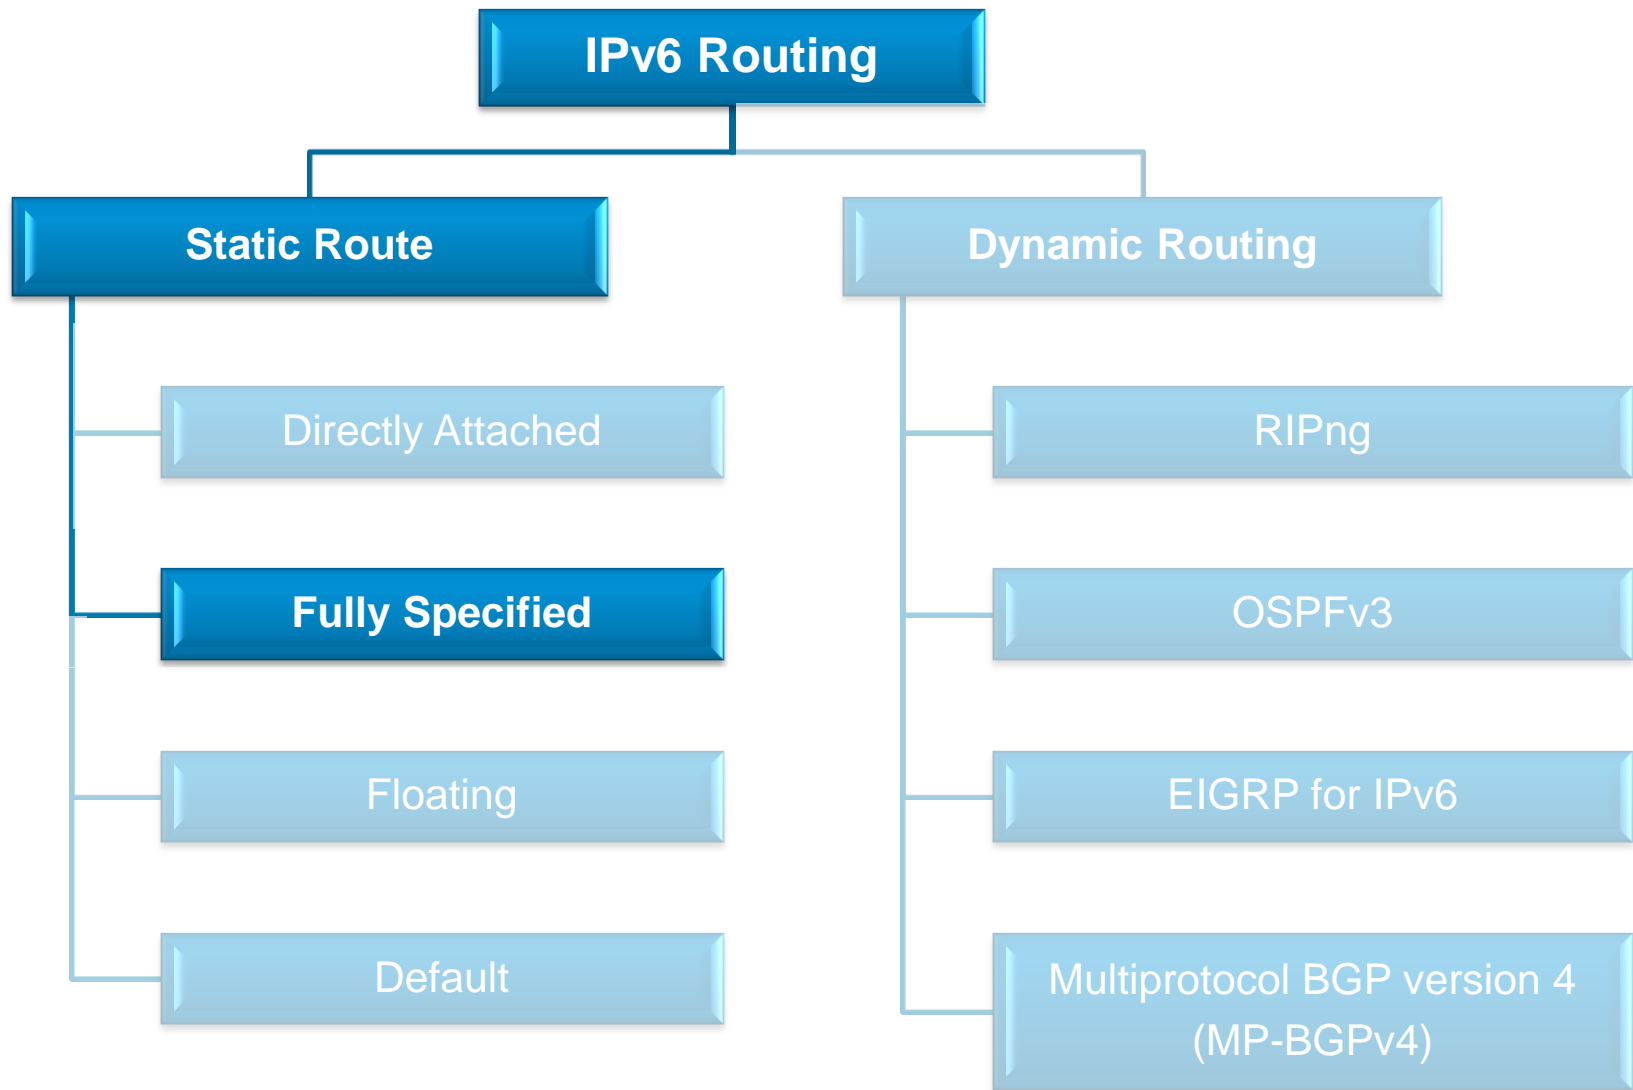 IPv6 Routing
Static Route
Directly Attached
Fully Specified
Floating
Default
Dynamic Routing
RIPng
OSPFv3
EIGRP for IPv6
Multiprotocol BGP version 4
(MP-BGPv4)